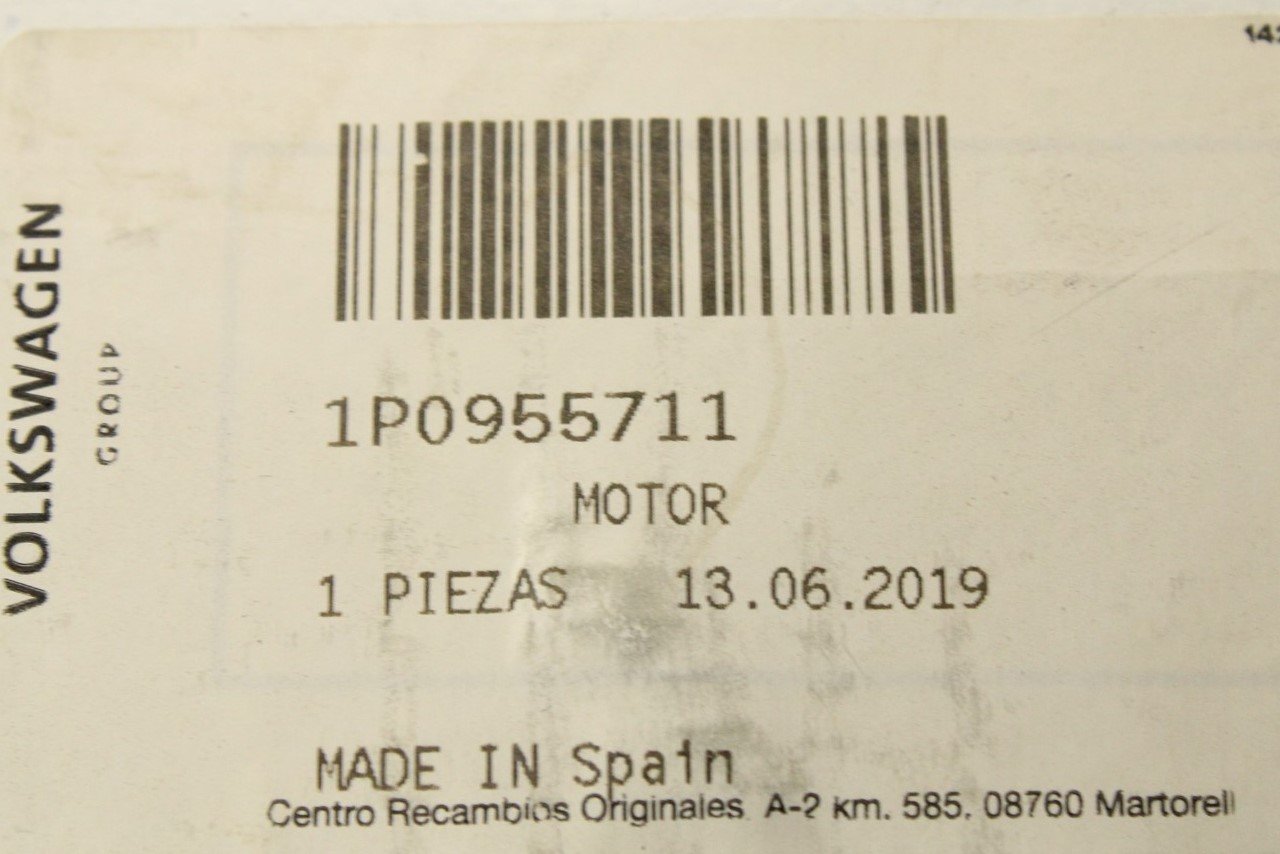 VOLKSWAGEN
GROUP
1P0955711
MOTOR
1 PIEZAS 13.06.2019
MADE IN Spain
Centro Recambios Originales A-2 Km. 585, 08760 Martorell